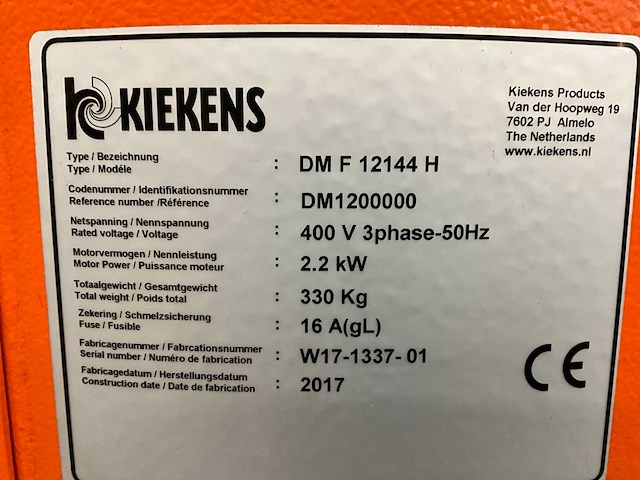 KIEKENS
Kiekens Products
Van der Hoopweg 19
7602 PJ Almelo
The Netherlands
www.kiekens.nl
Type / Bezeichnung
Type / Modéle : DM F 12144 H
Codenummer / Identifikationsnummer
Reference number /Référence : DM1200000
Netspanning / Nennspannung
Rated voltage / Voltage : 400 V 3phase-50Hz
Motorvermogen / Nennleistung
Motor Power / Puissance moteur : 2.2 kW
Totaalgewicht / Gesamtgewicht
Total weight / Poids total : 330 Kg
Zekering / Schmelzsicherung
Fuse / Fusible : 16 A(gL)
Fabricagenummer / Fabrcationsnummer
Serial number / Numéro de fabrication : W17-1337- 01
Fabricagedatum / Herstellungsdatum
Construction date / Date de fabrication : 2017
CE